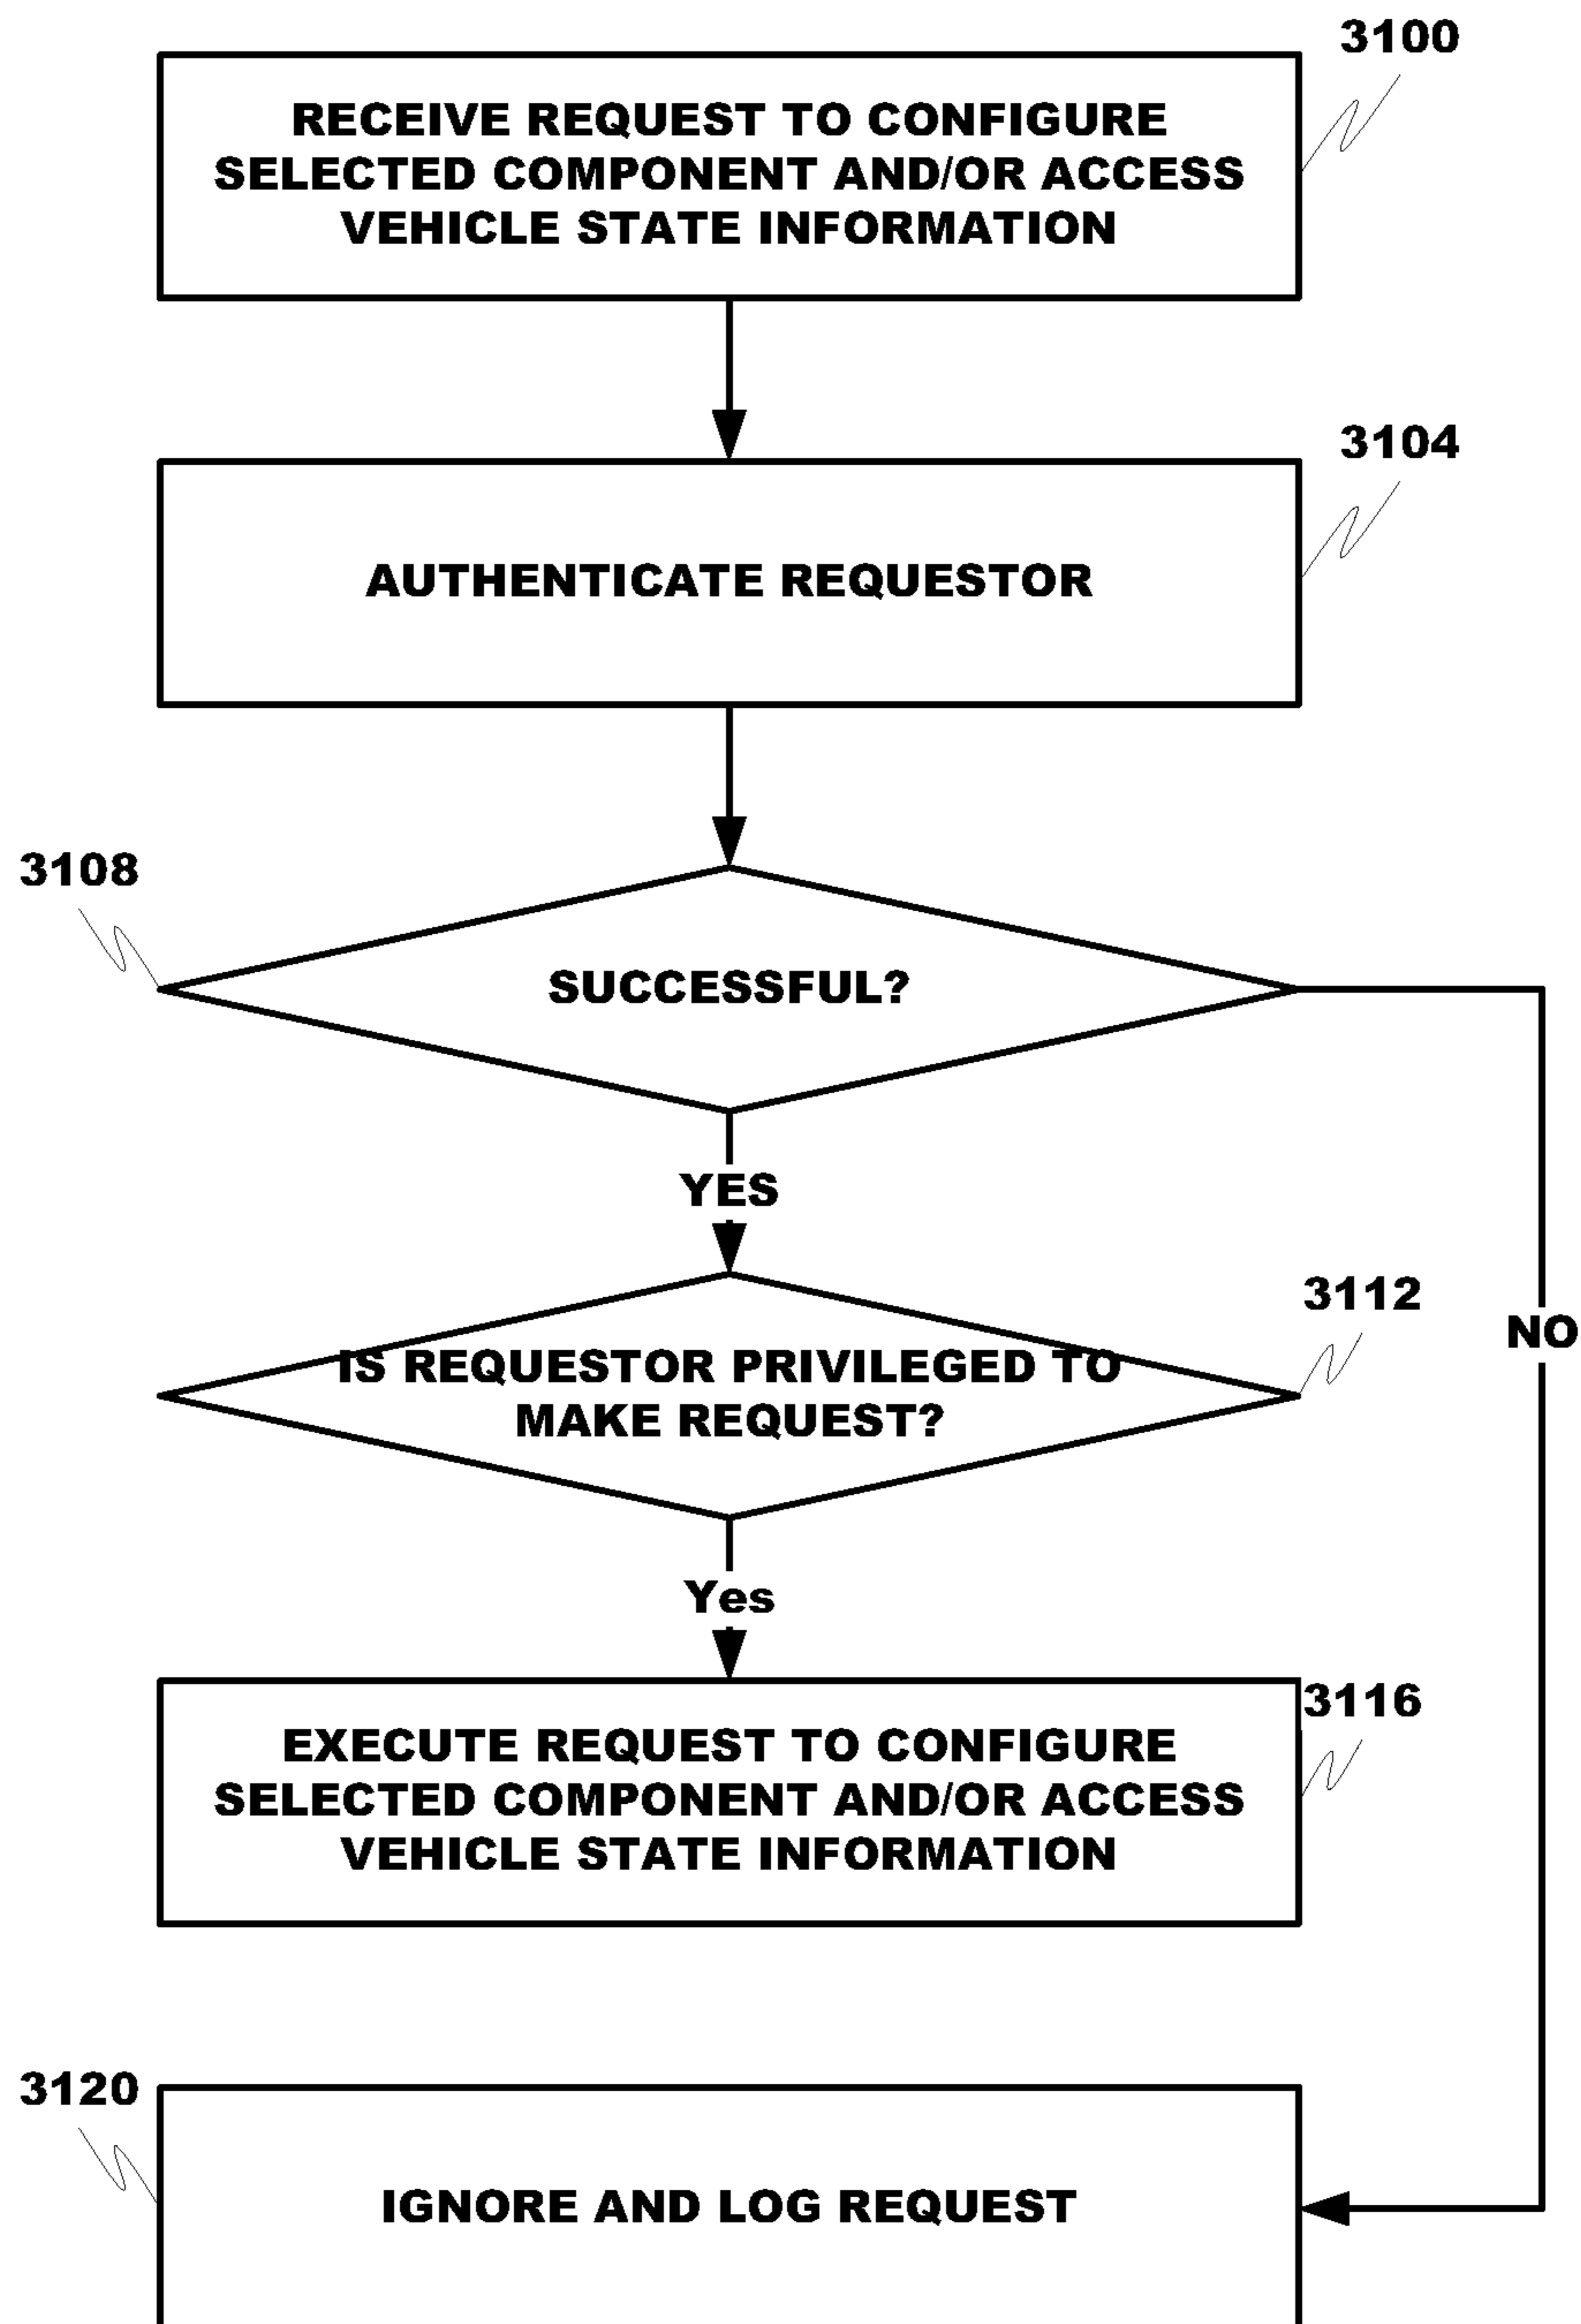 3100
RECEIVE REQUEST TO CONFIGURE
SELECTED COMPONENT AND/OR ACCESS
VEHICLE STATE INFORMATION
3104
AUTHENTICATE REQUESTOR
3108
SUCCESSFUL?
YES
3112
NO
IS REQUESTOR PRIVILEGED TO
MAKE REQUEST?
Yes
3116
EXECUTE REQUEST TO CONFIGURE
SELECTED COMPONENT AND/OR ACCESS
VEHICLE STATE INFORMATION
3120
IGNORE AND LOG REQUEST